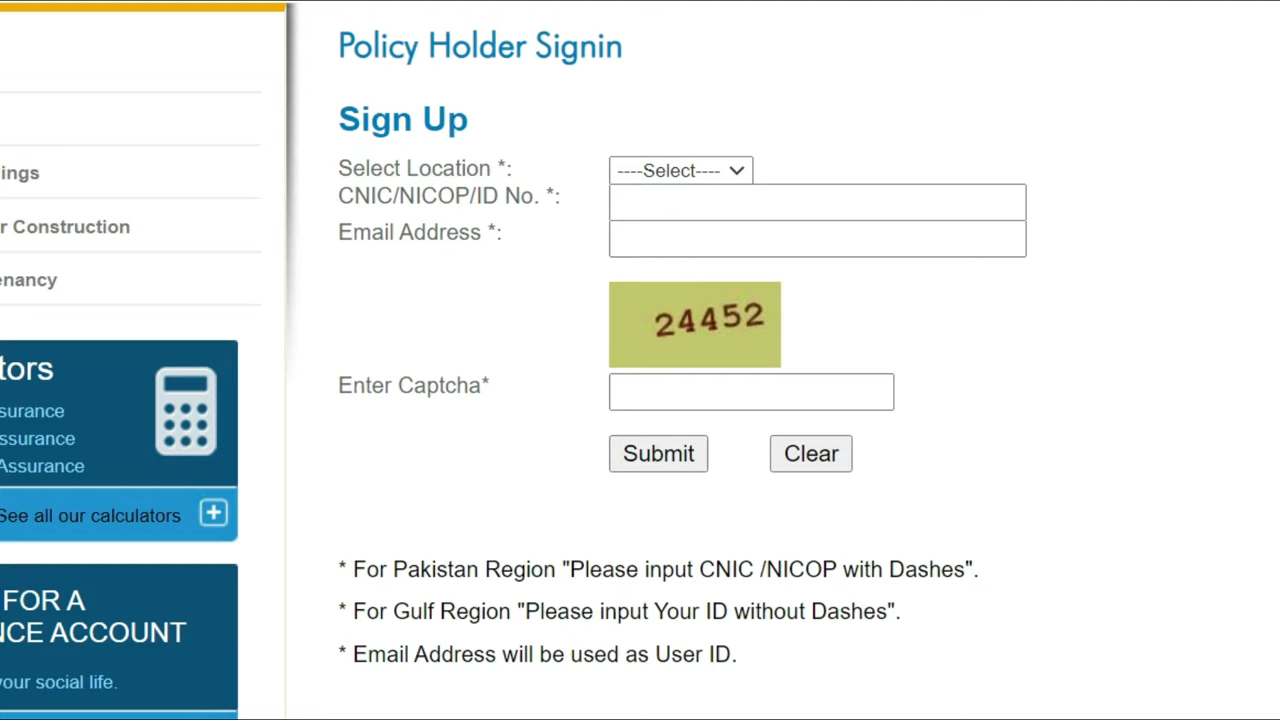 Policy Holder Signin
Sign Up
Select Location *:
----Select----
CNIC/NICOP/ID No. *:
Email Address *:
24452
Enter Captcha*
Submit
Clear
* For Pakistan Region "Please input CNIC /NICOP with Dashes".
* For Gulf Region "Please input Your ID without Dashes".
* Email Address will be used as User ID.
ings
r Construction
enancy
tors
surance
ssurance
Assurance
See all our calculators
FOR A
NCE ACCOUNT
your social life.